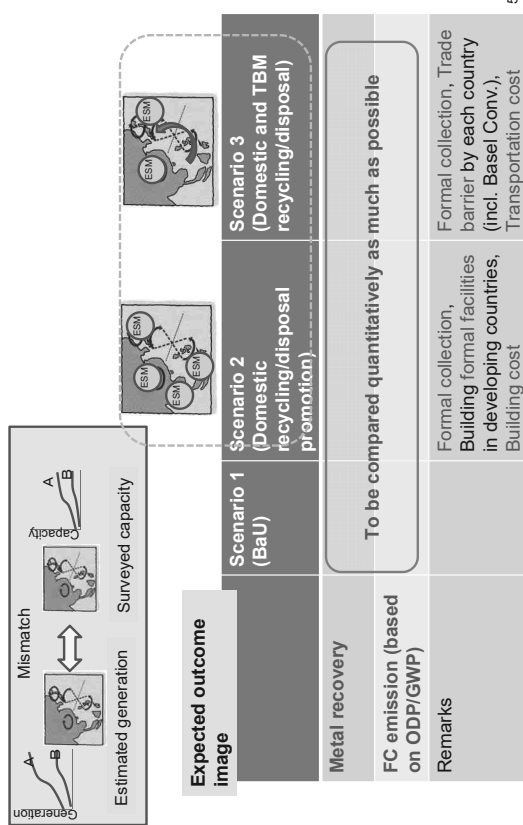 Mismatch
Generation
A
B
Capacity
A
B
Estimated generation
Surveyed capacity
ESM
ESM
ESM
ESM
ESM
ESM
ESM
Expected outcome
image
Scenario 1
(BaU)
Scenario 2
(Domestic
recycling/disposal
promotion)
Scenario 3
(Domestic and TBM
recycling/disposal)
Metal recovery
To be compared quantitatively as much as possible
FC emission (based
on ODP/GWP)
Remarks
Formal collection,
Building formal facilities
in developing countries,
Building cost
Formal collection, Trade
barrier by each country
(incl. Basel Conv.),
Transportation cost